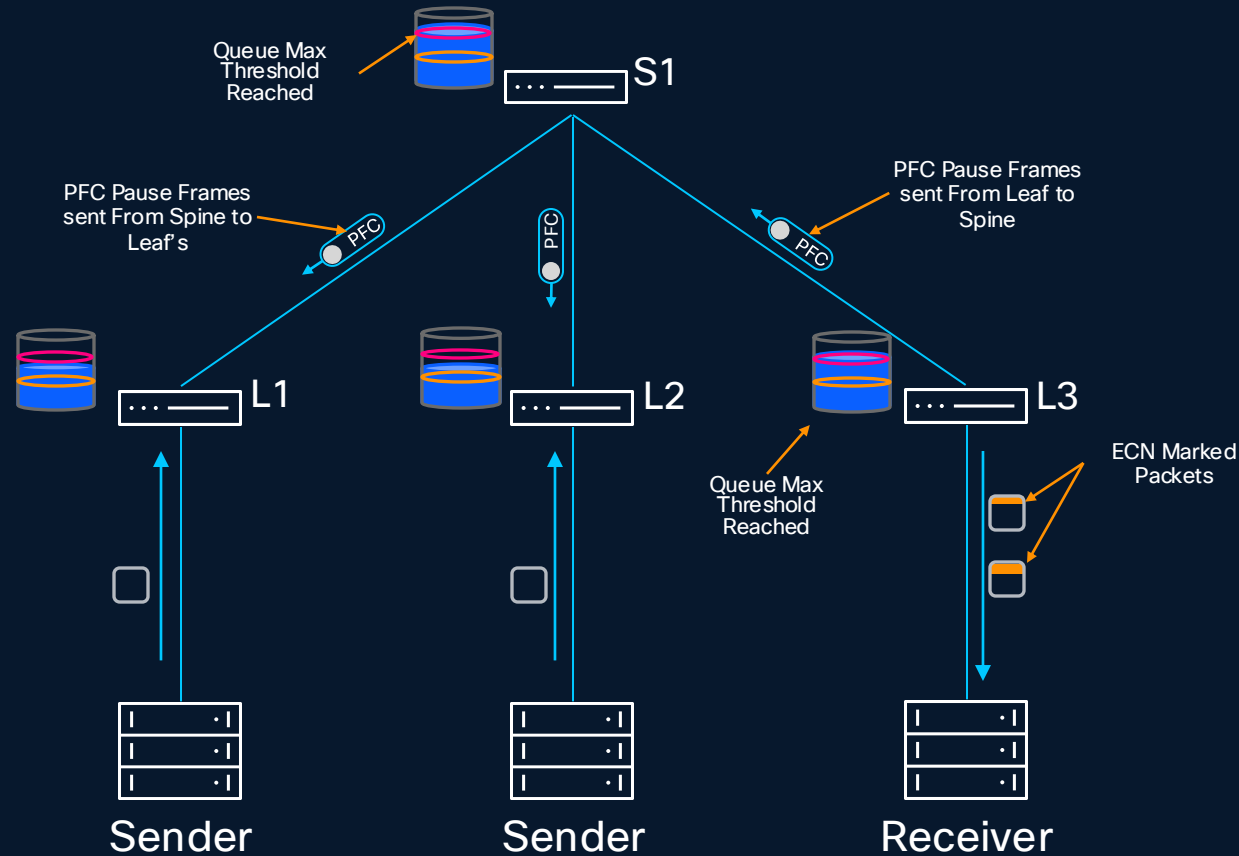 Queue Max
Threshold
Reached
S1
PFC Pause Frames
sent From Spine to
Leaf's
PFC
PFC
PFC
PFC Pause Frames
sent From Leaf to
Spine
L1
L2
L3
Queue Max
Threshold
Reached
ECN Marked
Packets
Sender
Sender
Receiver